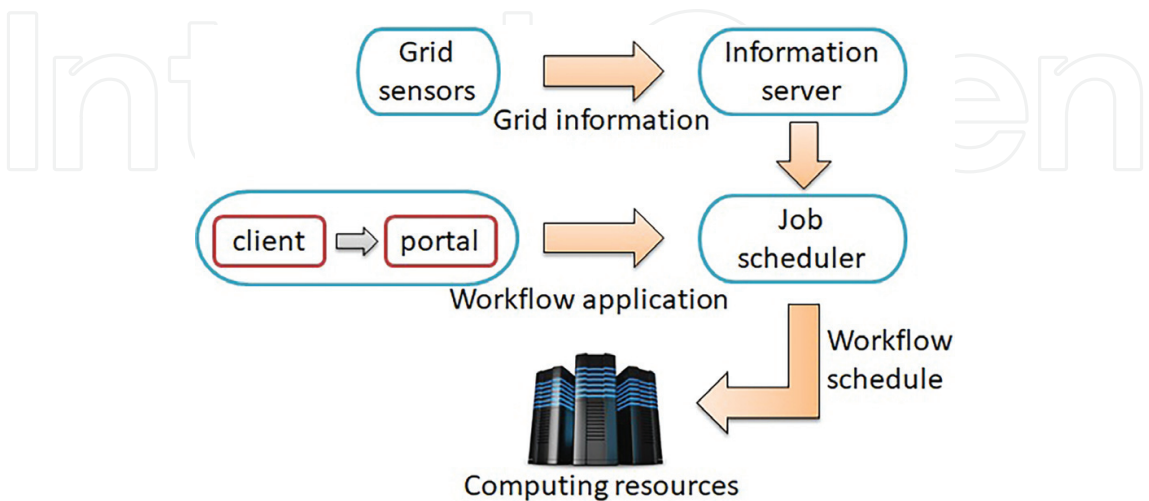 Grid
sensors
Information
server
Grid information
client
portal
Job
scheduler
Workflow application
Workflow
schedule
Computing resources